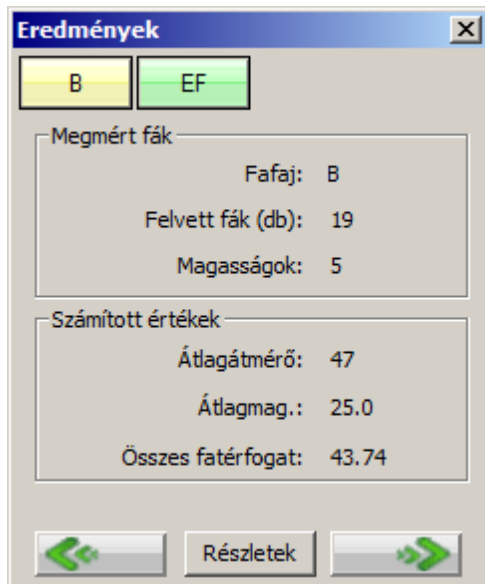 Eredmények
B EF
Megmért fák
Fafaj: B
Felvett fák (db): 19
Magasságok: 5
Számított értékek
Átlagátmérő: 47
Átlagmag.: 25.0
Összes fatérfogat: 43.74
Részletek